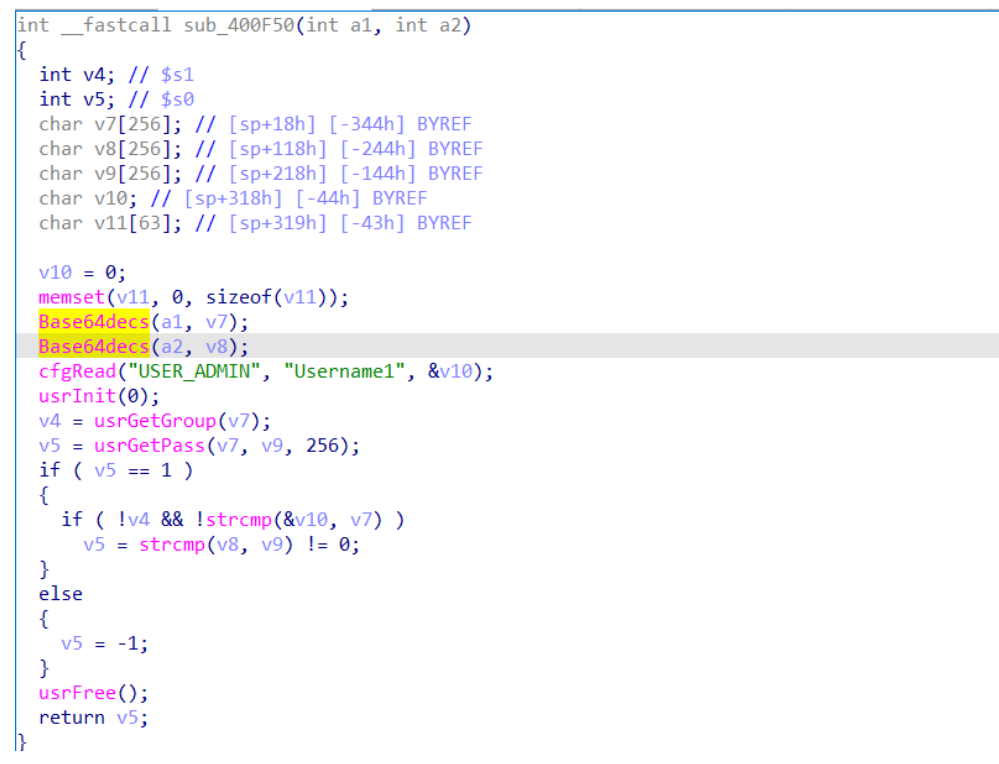 int __fastcall sub_400F50(int a1, int a2)
{
  int v4; // $s1
  int v5; // $s0
  char v7[256]; // [sp+18h] [-344h] BYREF
  char v8[256]; // [sp+118h] [-244h] BYREF
  char v9[256]; // [sp+218h] [-144h] BYREF
  char v10; // [sp+318h] [-44h] BYREF
  char v11[63]; // [sp+319h] [-43h] BYREF

  v10 = 0;
  memset(v11, 0, sizeof(v11));
  Base64decs(a1, v7);
  Base64decs(a2, v8);
  cfgRead("USER_ADMIN", "Username1", &v10);
  usrInit(0);
  v4 = usrGetGroup(v7);
  v5 = usrGetPass(v7, v9, 256);
  if ( v5 == 1 )
  {
    if ( !v4 && !strcmp(&v10, v7) )
      v5 = strcmp(v8, v9) != 0;
  }
  else
  {
    v5 = -1;
  }
  usrFree();
  return v5;
}